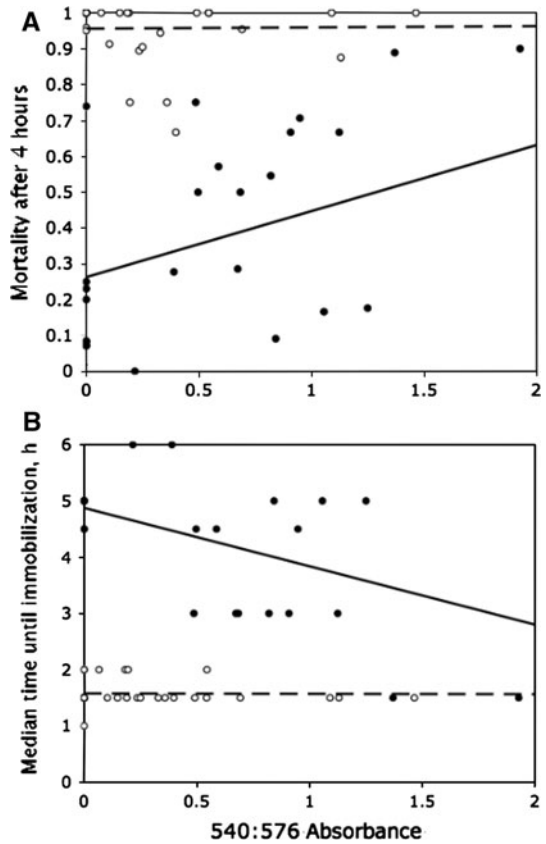 A
1
0.9
0.8
0.7
0.6
0.5
0.4
0.3
0.2
0.1
0
Mortality after 4 hours
0 0.5 1 1.5 2
B
6
5
4
3
2
1
0
Median time until immobilization, h
0 0.5 1 1.5 2
540:576 Absorbance